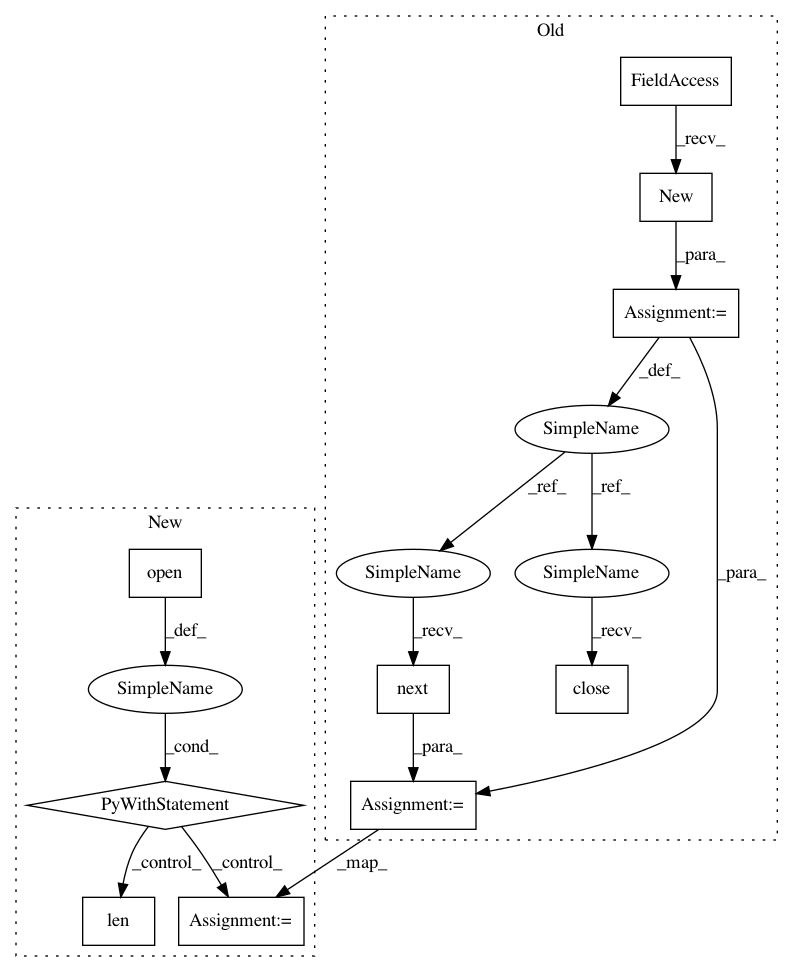 Old
FieldAccess
_recv_
New
_para_
Assignment:=
_def_
SimpleName
_ref_
_ref_
New
open
SimpleName
SimpleName
_para_
_def_
_recv_
_recv_
SimpleName
next
close
_cond_
_para_
PyWithStatement
Assignment:=
_control_
_control_
_map_
len
Assignment:=